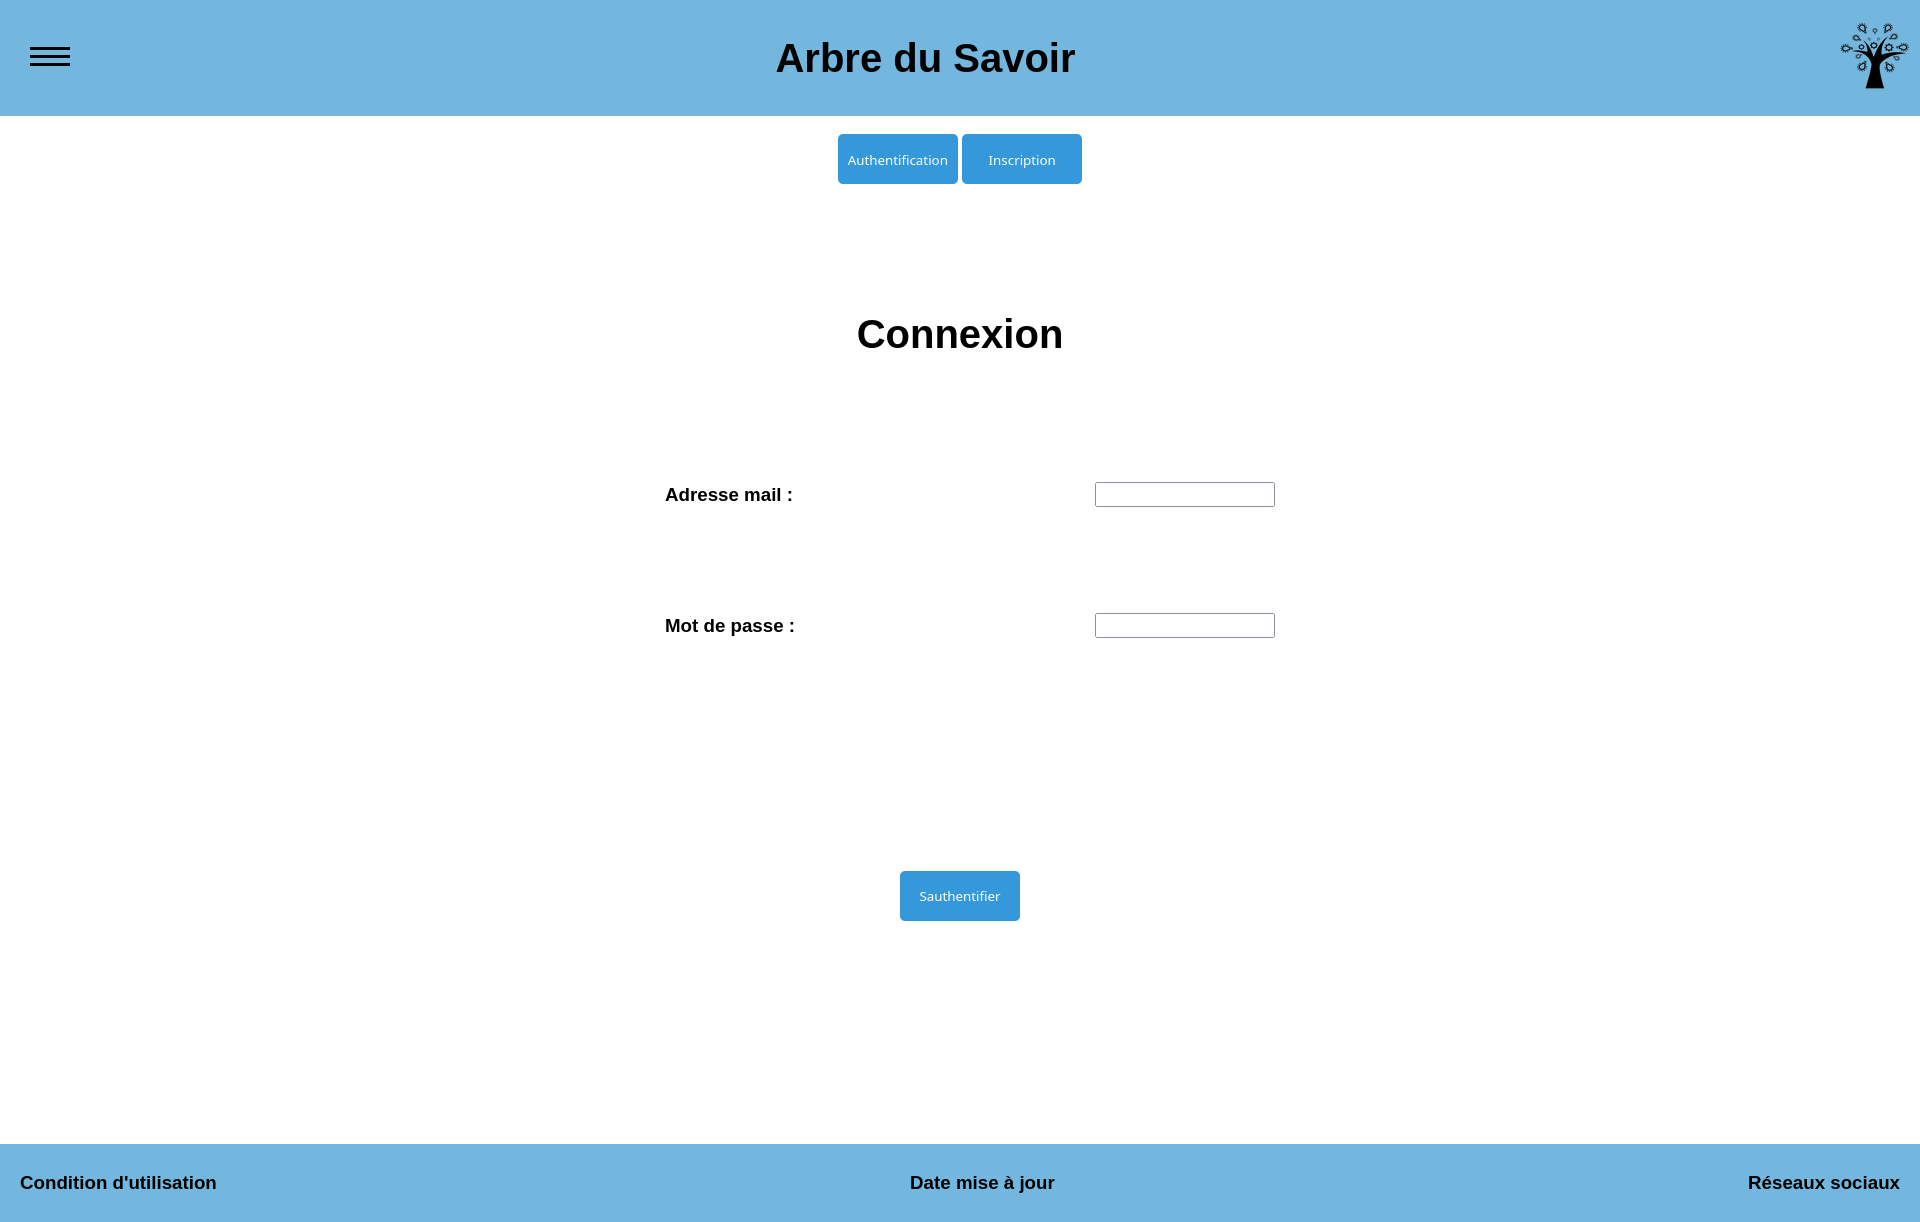 Arbre du Savoir
Authentification Inscription
Connexion
Adresse mail :
Mot de passe :
Sauthentifier
Condition d'utilisation Date mise à jour Réseaux sociaux